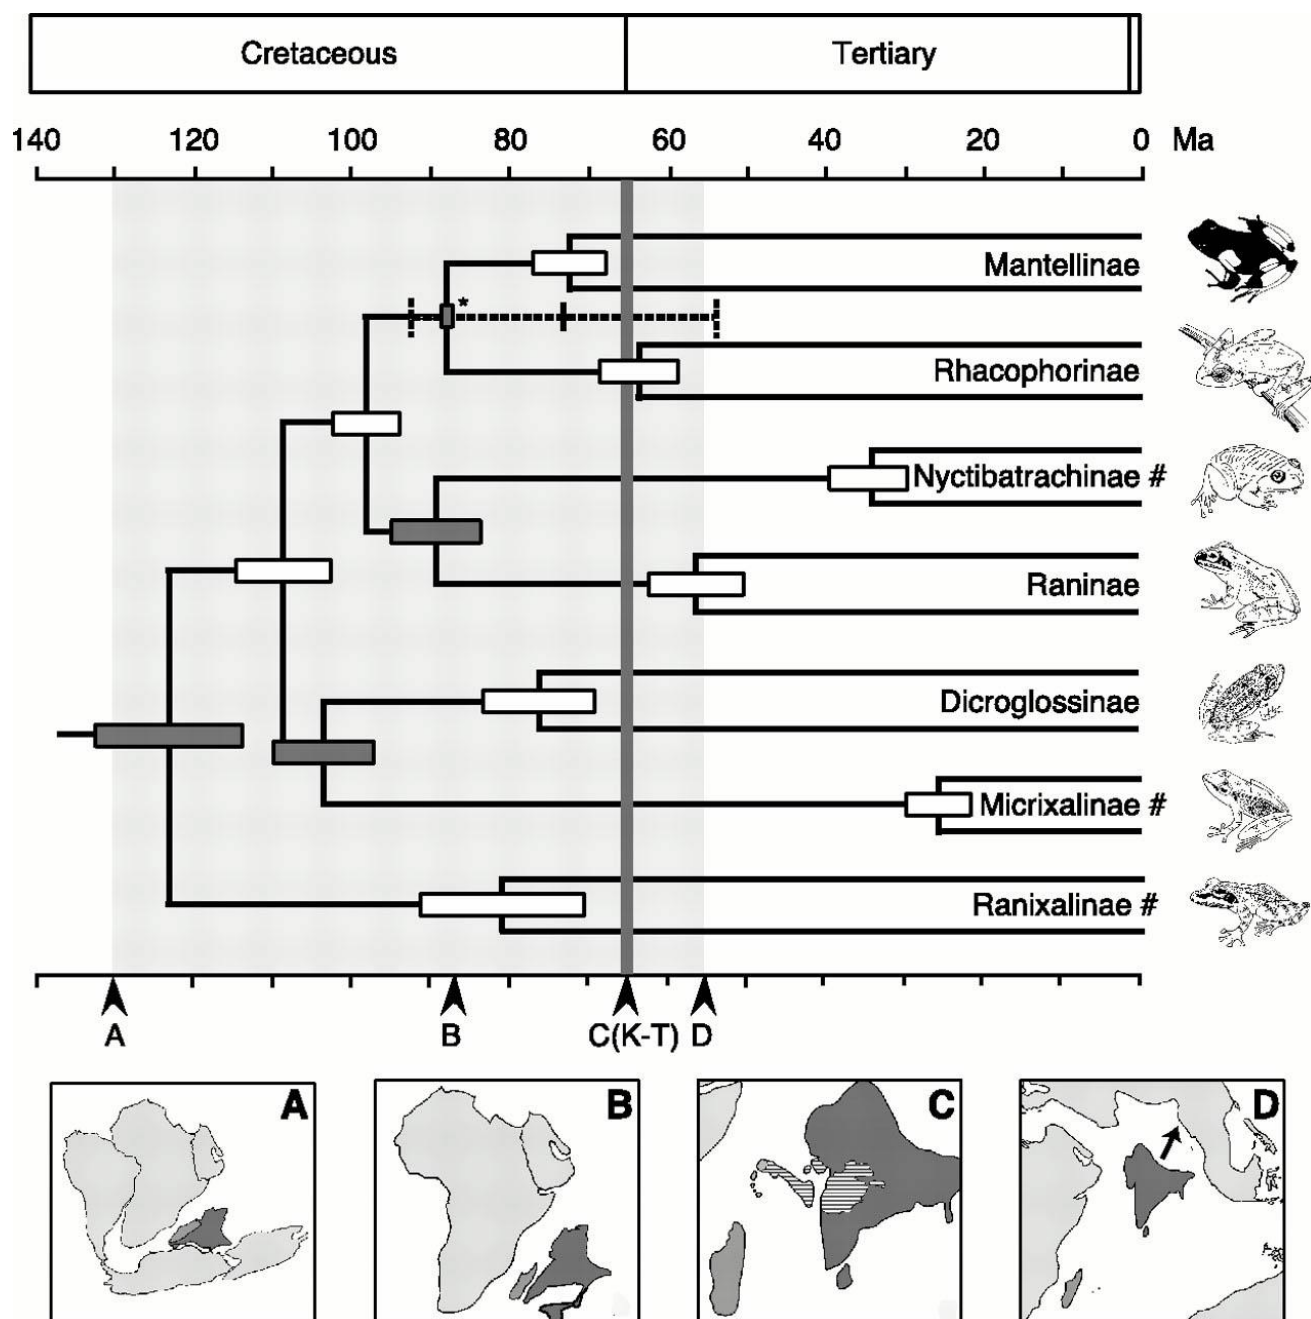 Cretaceous Tertiary
140 120 100 80 60 40 20 0 Ma
Mantellinae
*
Rhacophorinae
Nyctibatrachinae #
Raninae
Dicroglossinae
Micrixalinae #
Ranixalinae #
A B C(K-T) D
A B C D